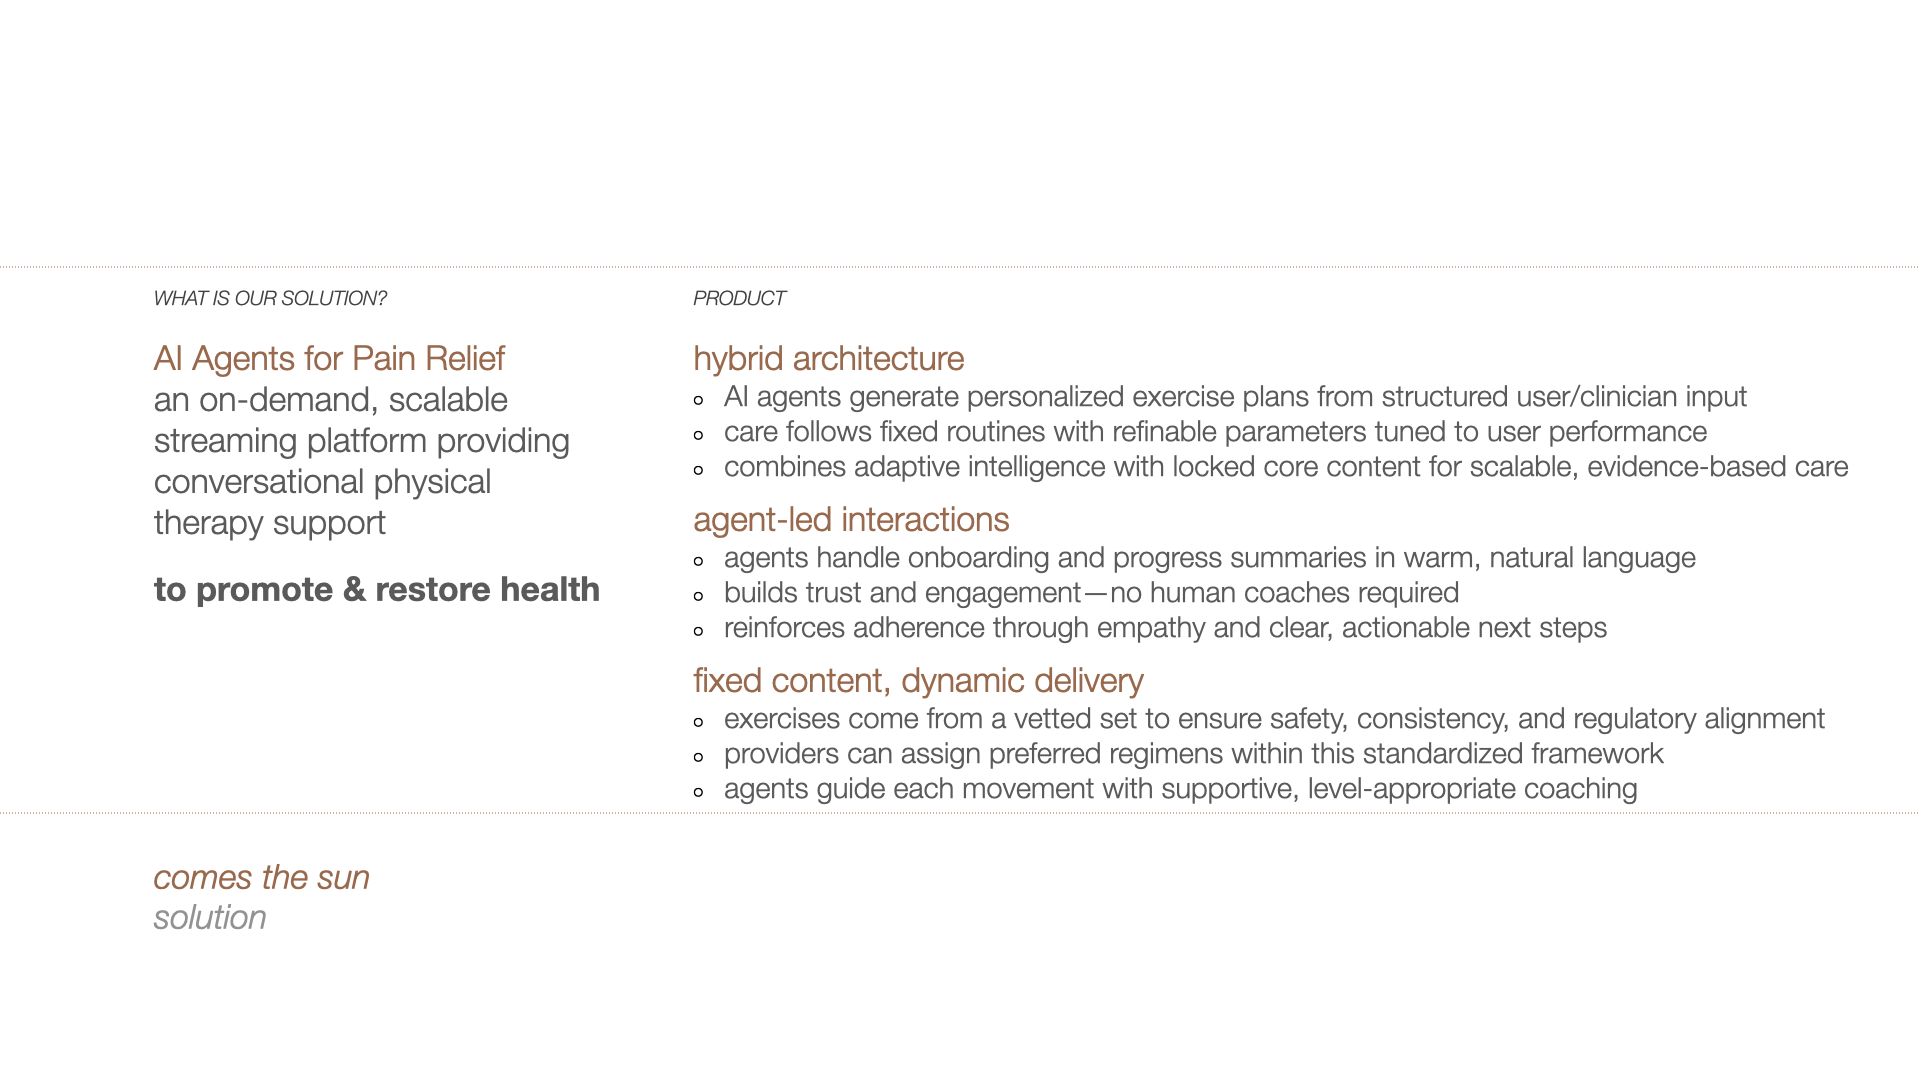 WHAT IS OUR SOLUTION?
AI Agents for Pain Relief
an on-demand, scalable
streaming platform providing
conversational physical
therapy support
to promote & restore health
PRODUCT
hybrid architecture
AI agents generate personalized exercise plans from structured user/clinician input
care follows fixed routines with refinable parameters tuned to user performance
combines adaptive intelligence with locked core content for scalable, evidence-based care
agent-led interactions
agents handle onboarding and progress summaries in warm, natural language
builds trust and engagement—no human coaches required
reinforces adherence through empathy and clear, actionable next steps
fixed content, dynamic delivery
exercises come from a vetted set to ensure safety, consistency, and regulatory alignment
providers can assign preferred regimens within this standardized framework
agents guide each movement with supportive, level-appropriate coaching
comes the sun
solution